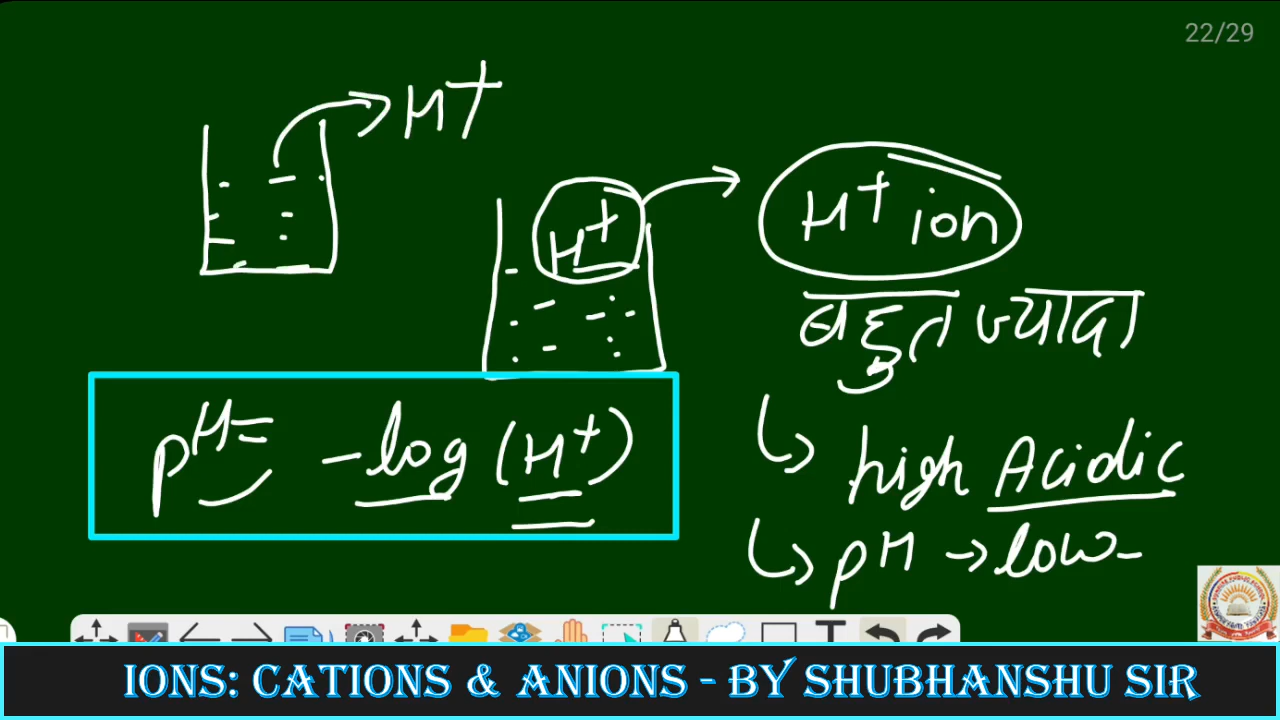 22/29
H+
H+
H+ ion
बहुत ज्यादा
high Acidic
pH → low
pH = -log (H+)
IONS: CATIONS & ANIONS - BY SHUBHANSHU SIR